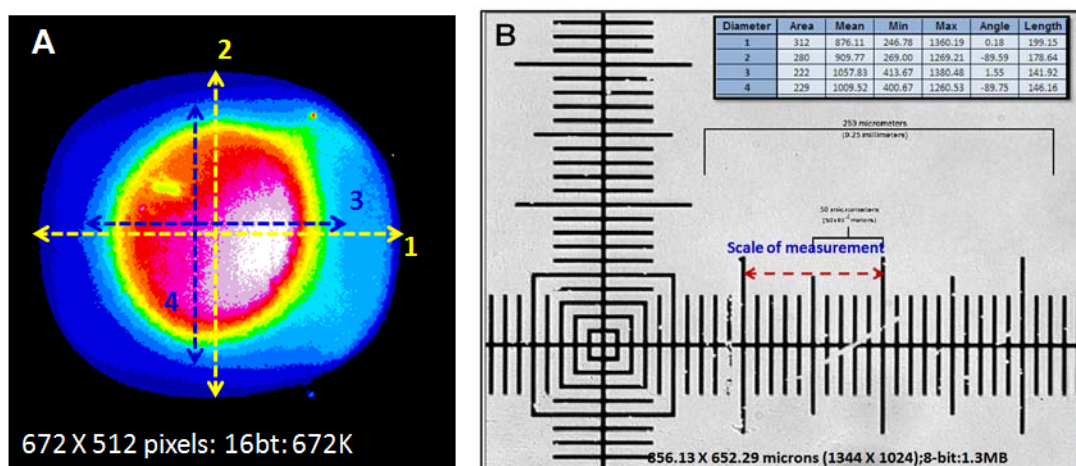 A
2
3
1
4
672 X 512 pixels: 16bt: 672K
B
Diameter Area Mean Min Max Angle Length
1 312 876.11 246.78 1360.19 0.18 199.15
2 280 909.77 269.00 1269.21 -89.59 178.64
3 222 1057.83 413.67 1380.48 1.55 141.92
4 229 1009.52 400.67 1260.53 -89.75 146.16
250 micrometers
(0.25 millimeters)
50 micrometers
Scale of measurement
856.13 X 652.29 microns (1344 X 1024);8-bit:1.3MB